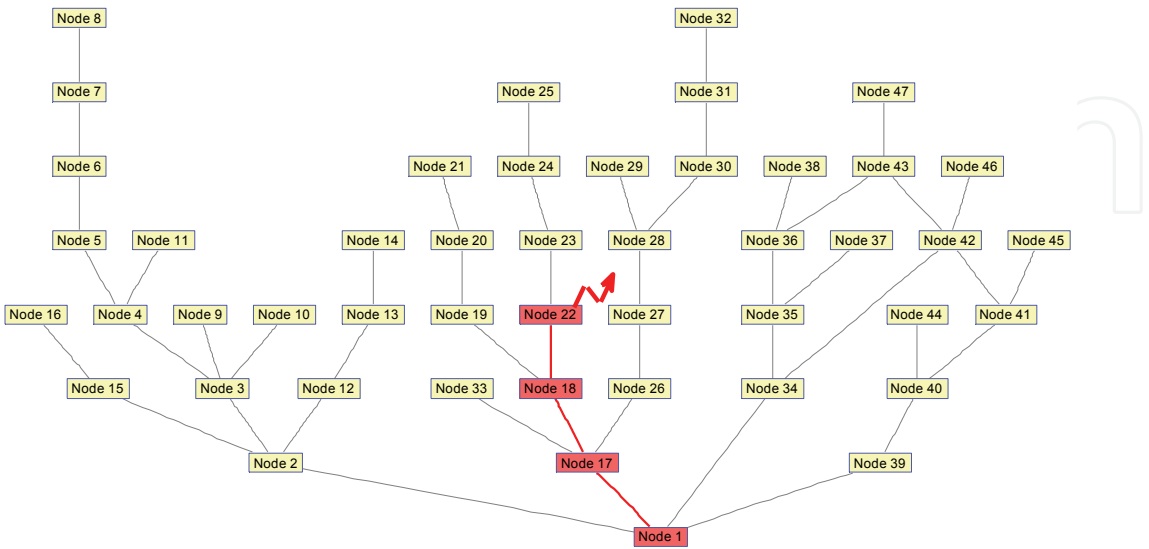 Node 8
Node 32
Node 7
Node 25
Node 31
Node 47
Node 6
Node 21
Node 24
Node 29
Node 30
Node 38
Node 43
Node 46
Node 5
Node 11
Node 14
Node 20
Node 23
Node 28
Node 36
Node 37
Node 42
Node 45
Node 16
Node 4
Node 9
Node 10
Node 13
Node 19
Node 22
Node 27
Node 35
Node 44
Node 41
Node 15
Node 3
Node 12
Node 33
Node 18
Node 26
Node 34
Node 40
Node 2
Node 17
Node 39
Node 1